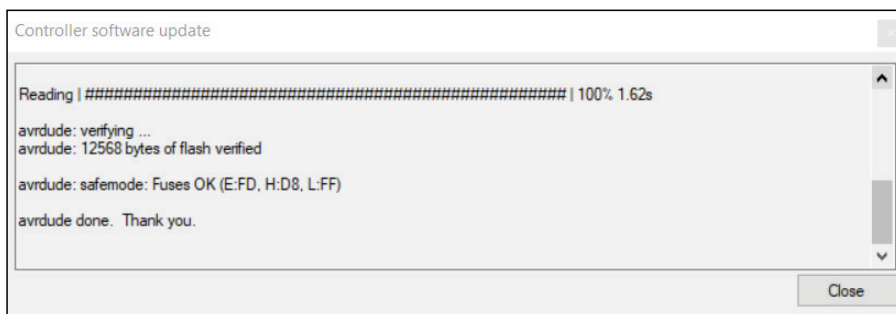 Controller software update
Reading | ################################################## | 100% 1.62s
avrdude: verifying ...
avrdude: 12568 bytes of flash verified
avrdude: safemode: Fuses OK (E:FD, H:D8, L:FF)
avrdude done.  Thank you.
Close